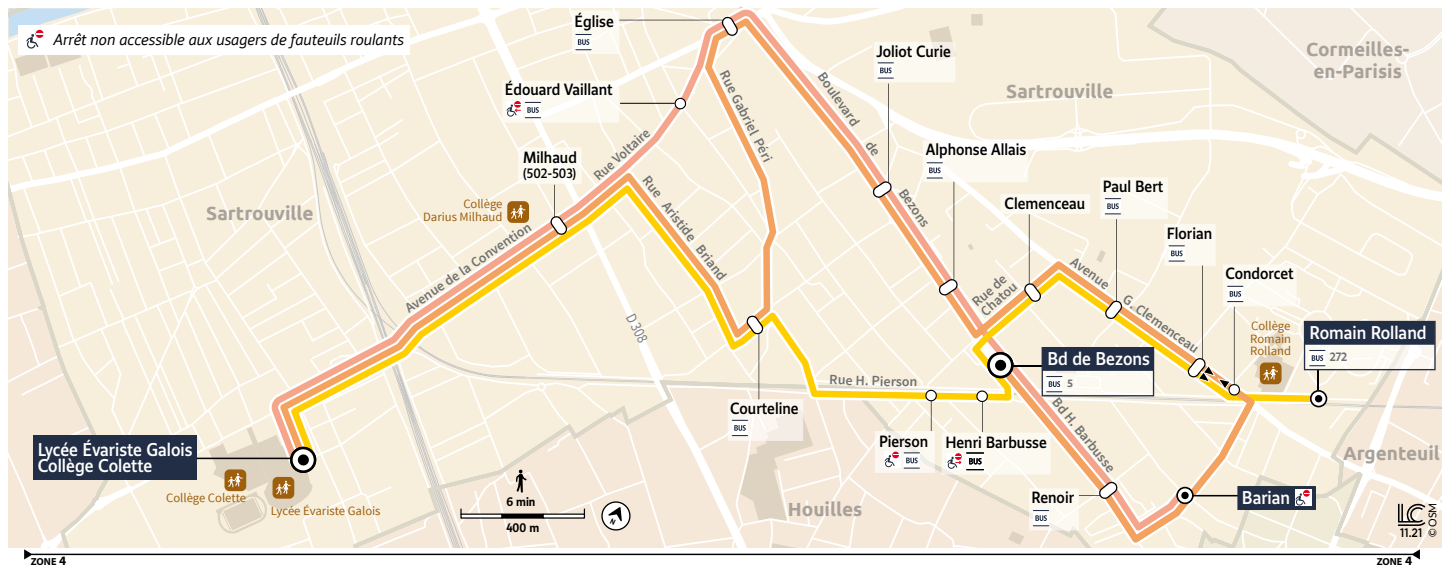 Arrêt non accessible aux usagers de fauteuils roulants
Église
BUS
Édouard Vaillant
BUS
Milhaud
(502-503)
Collège
Darius Milhaud
Sartrouville
Avenue de la Convention
Rue Voltaire
Rue Gabriel Péri
Rue Aristide Briand
D 308
Boulevard de Bezons
Joliot Curie
BUS
Sartrouville
Cormeilles-
en-Parisis
Alphonse Allais
BUS
Clemenceau
Paul Bert
BUS
Florian
BUS
Condorcet
BUS
Rue de
Chatou
Avenue G. Clemenceau
Collège
Romain
Rolland
Romain Rolland
BUS 272
Bd de Bezons
BUS 5
Rue H. Pierson
Courteline
BUS
Pierson
BUS
Henri Barbusse
BUS
Bd H. Barbusse
Renoir
BUS
Barian
Argenteuil
Houilles
Lycée Évariste Galois
Collège Colette
Collège Colette
Lycée Évariste Galois
6 min
400 m
N
LC
11.21
© OSM
ZONE 4
ZONE 4